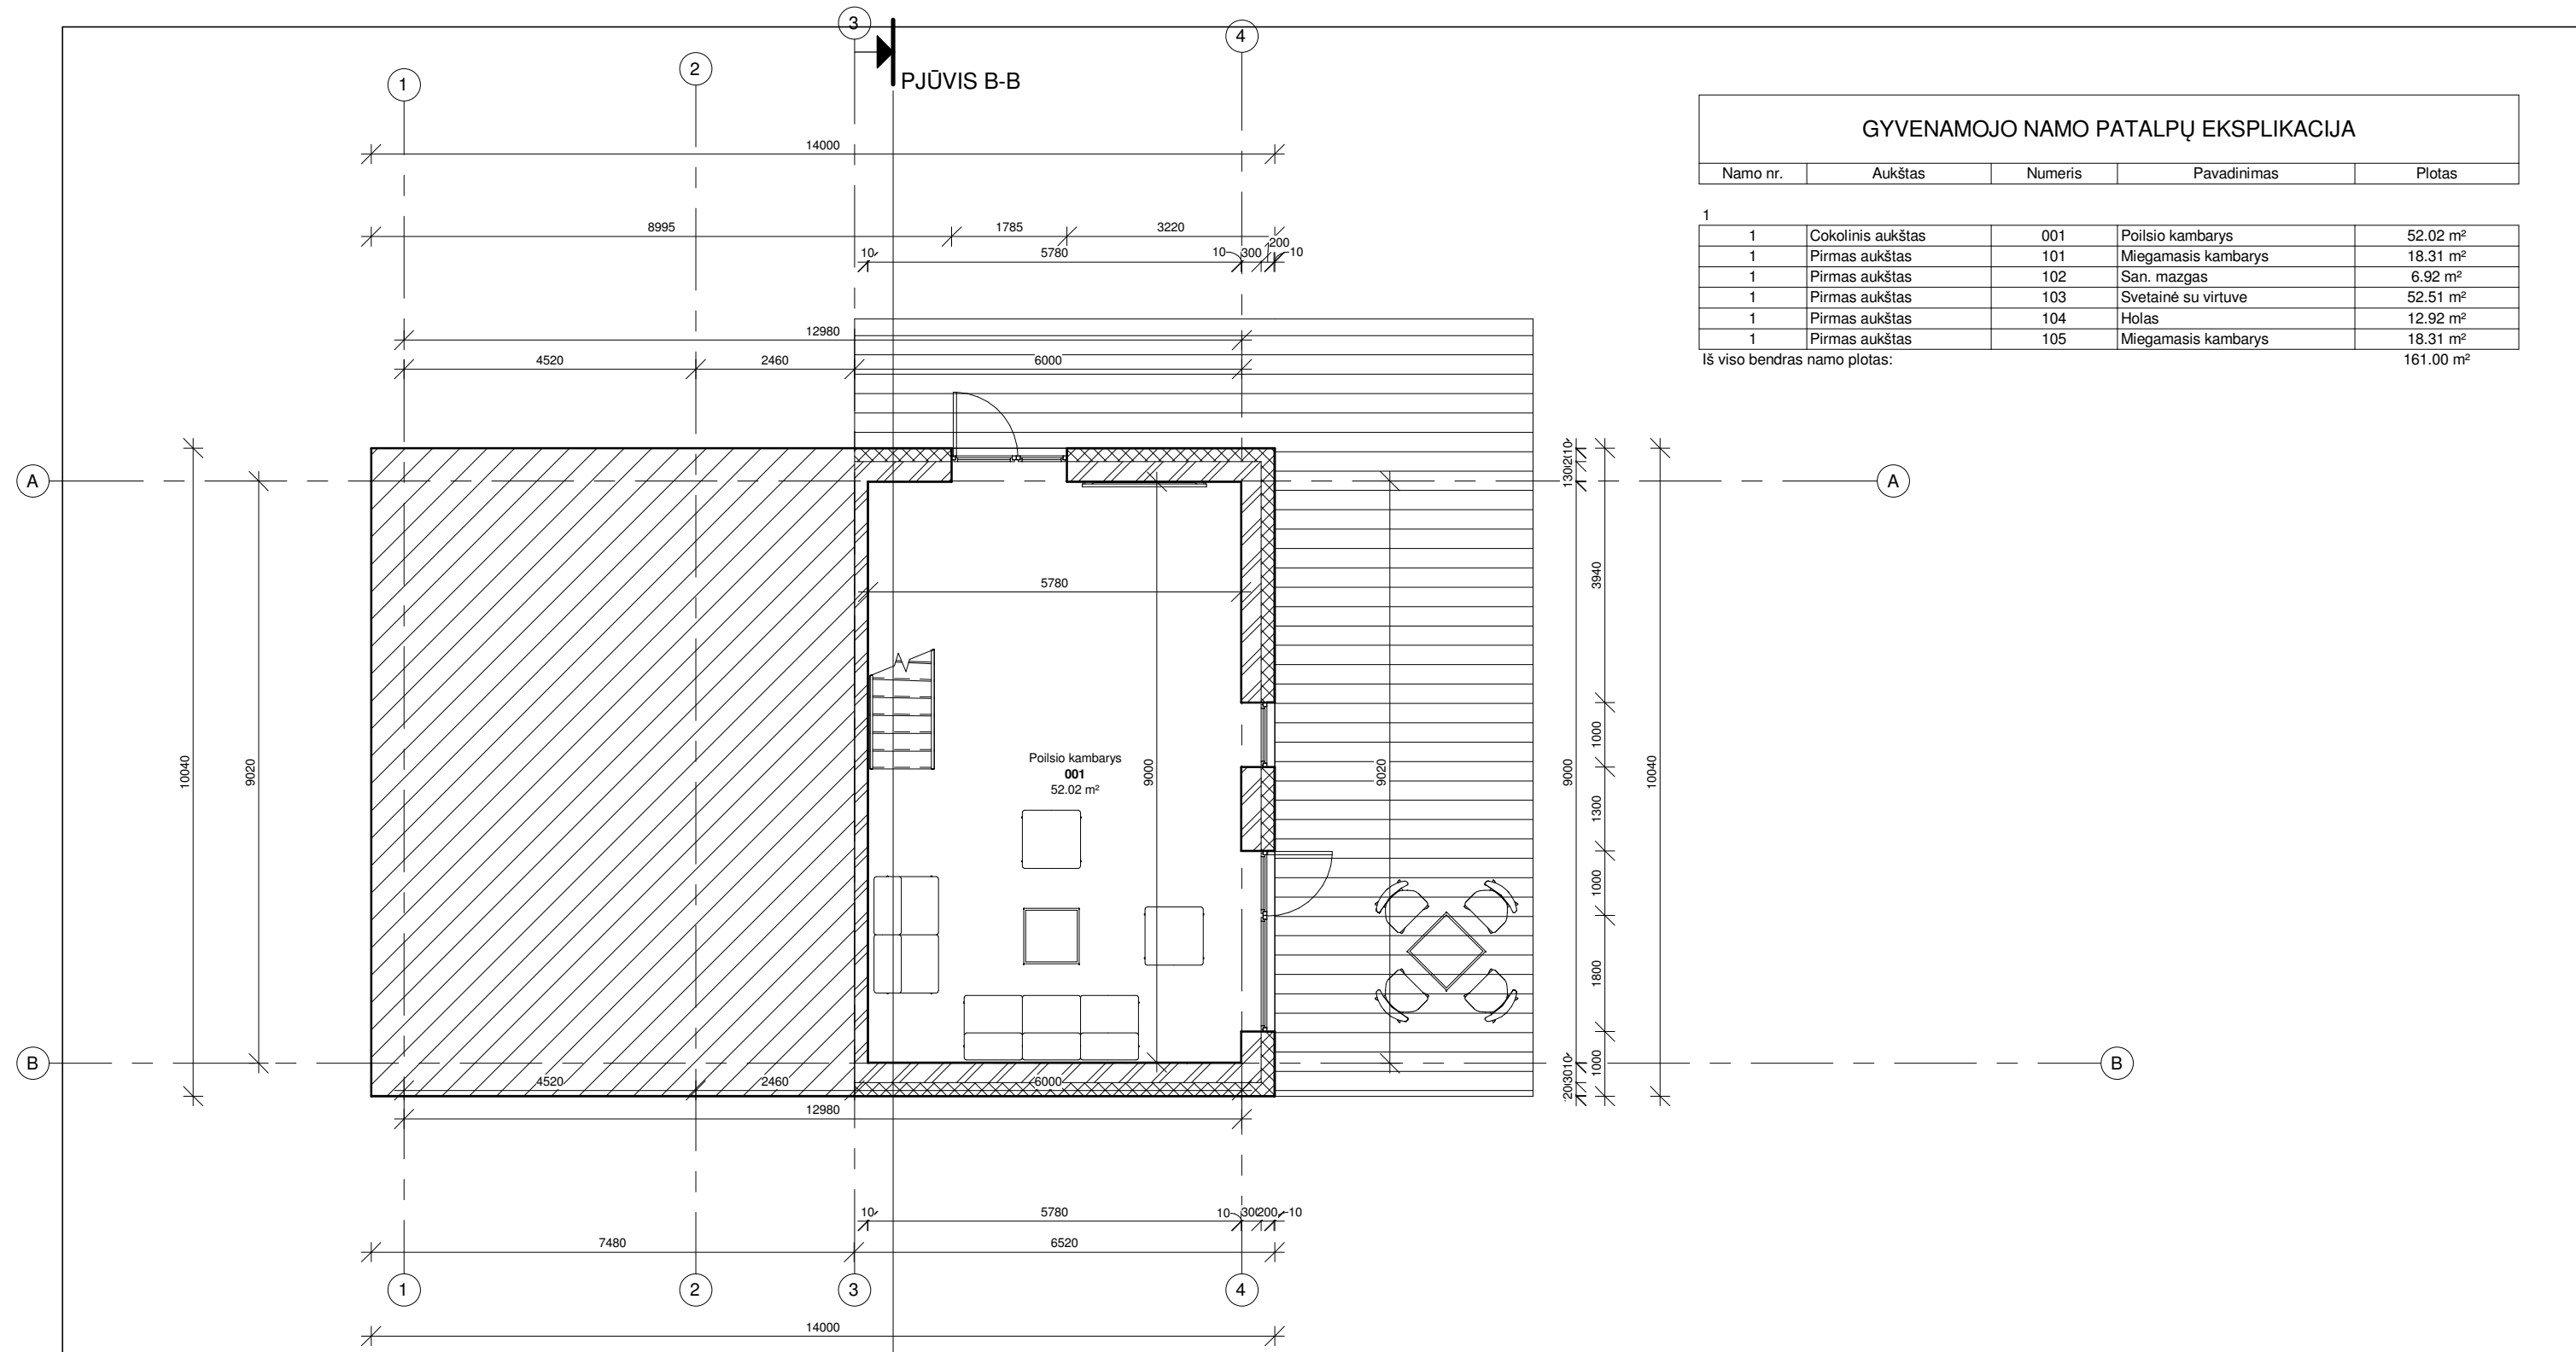 3
4
2
1
PJŪVIS B-B
14000
8995 1785 3220
200
10 5780 10 300 10
12980
4520 2460 6000
GYVENAMOJO NAMO PATALPŲ EKSPLIKACIJA
Namo nr. Aukštas Numeris Pavadinimas Plotas
1
1 Cokolinis aukštas 001 Poilsio kambarys 52.02 m²
1 Pirmas aukštas 101 Miegamasis kambarys 18.31 m²
1 Pirmas aukštas 102 San. mazgas 6.92 m²
1 Pirmas aukštas 103 Svetainė su virtuve 52.51 m²
1 Pirmas aukštas 104 Holas 12.92 m²
1 Pirmas aukštas 105 Miegamasis kambarys 18.31 m²
Iš viso bendras namo plotas: 161.00 m²
A
A
5780
3940
1000
1300
1000
1800
1000
10040
9020
Poilsio kambarys
001
52.02 m²
9000
9020
9000
10040
B
B
4520 2460 6000
12980
10 5780 10 300 200 10
7480 6520
1 2 3 4
14000